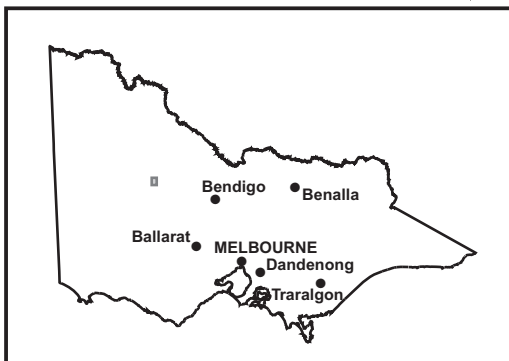 Bendigo
Benalla
Ballarat
MELBOURNE
Dandenong
Traralgon